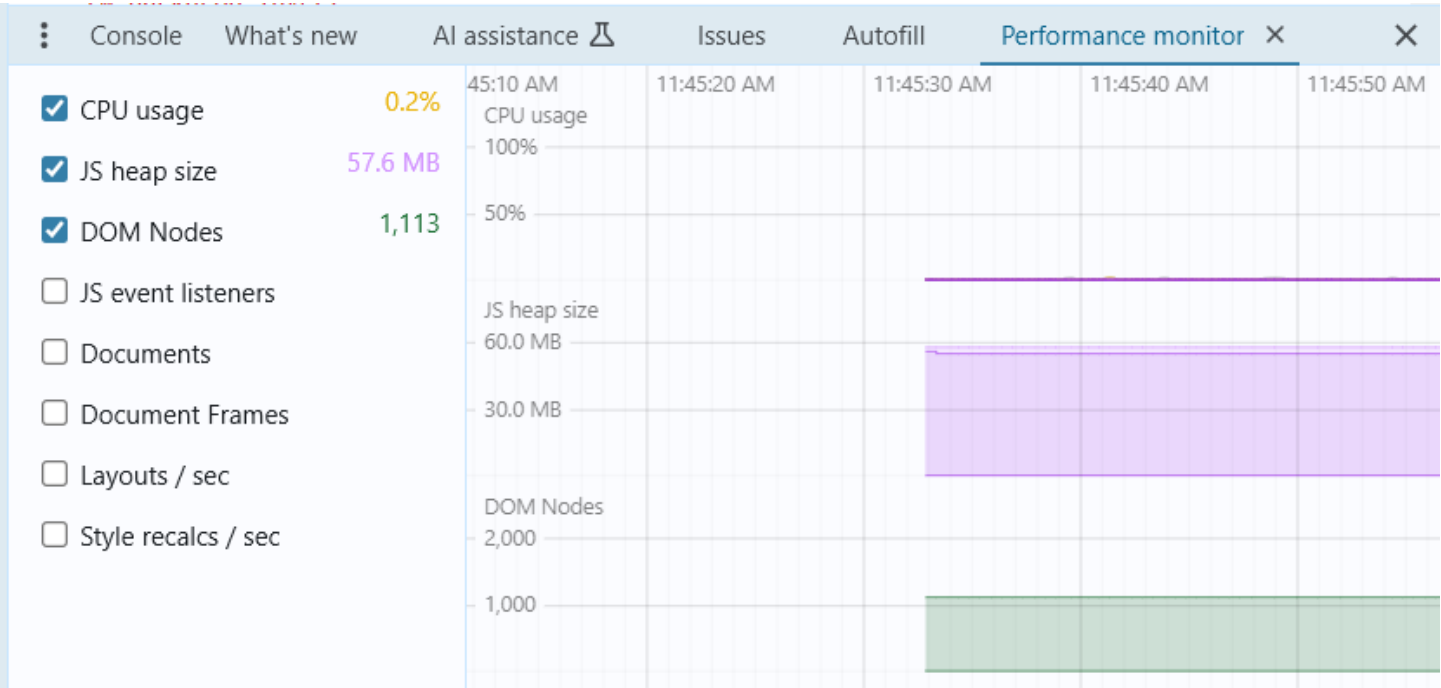 Console What's new AI assistance Issues Autofill Performance monitor
CPU usage 0.2%
JS heap size 57.6 MB
DOM Nodes 1,113
JS event listeners
Documents
Document Frames
Layouts / sec
Style recalcs / sec
45:10 AM 11:45:20 AM 11:45:30 AM 11:45:40 AM 11:45:50 AM
CPU usage
100%
50%
JS heap size
60.0 MB
30.0 MB
DOM Nodes
2,000
1,000